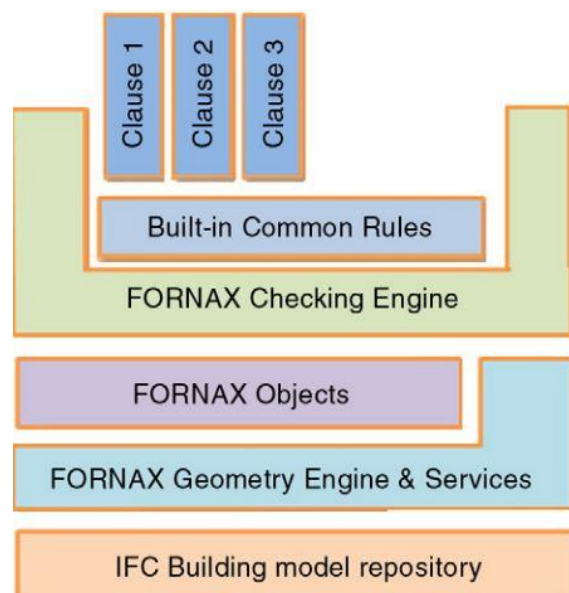 Clause 1
Clause 2
Clause 3
Built-in Common Rules
FORNAX Checking Engine
FORNAX Objects
FORNAX Geometry Engine & Services
IFC Building model repository